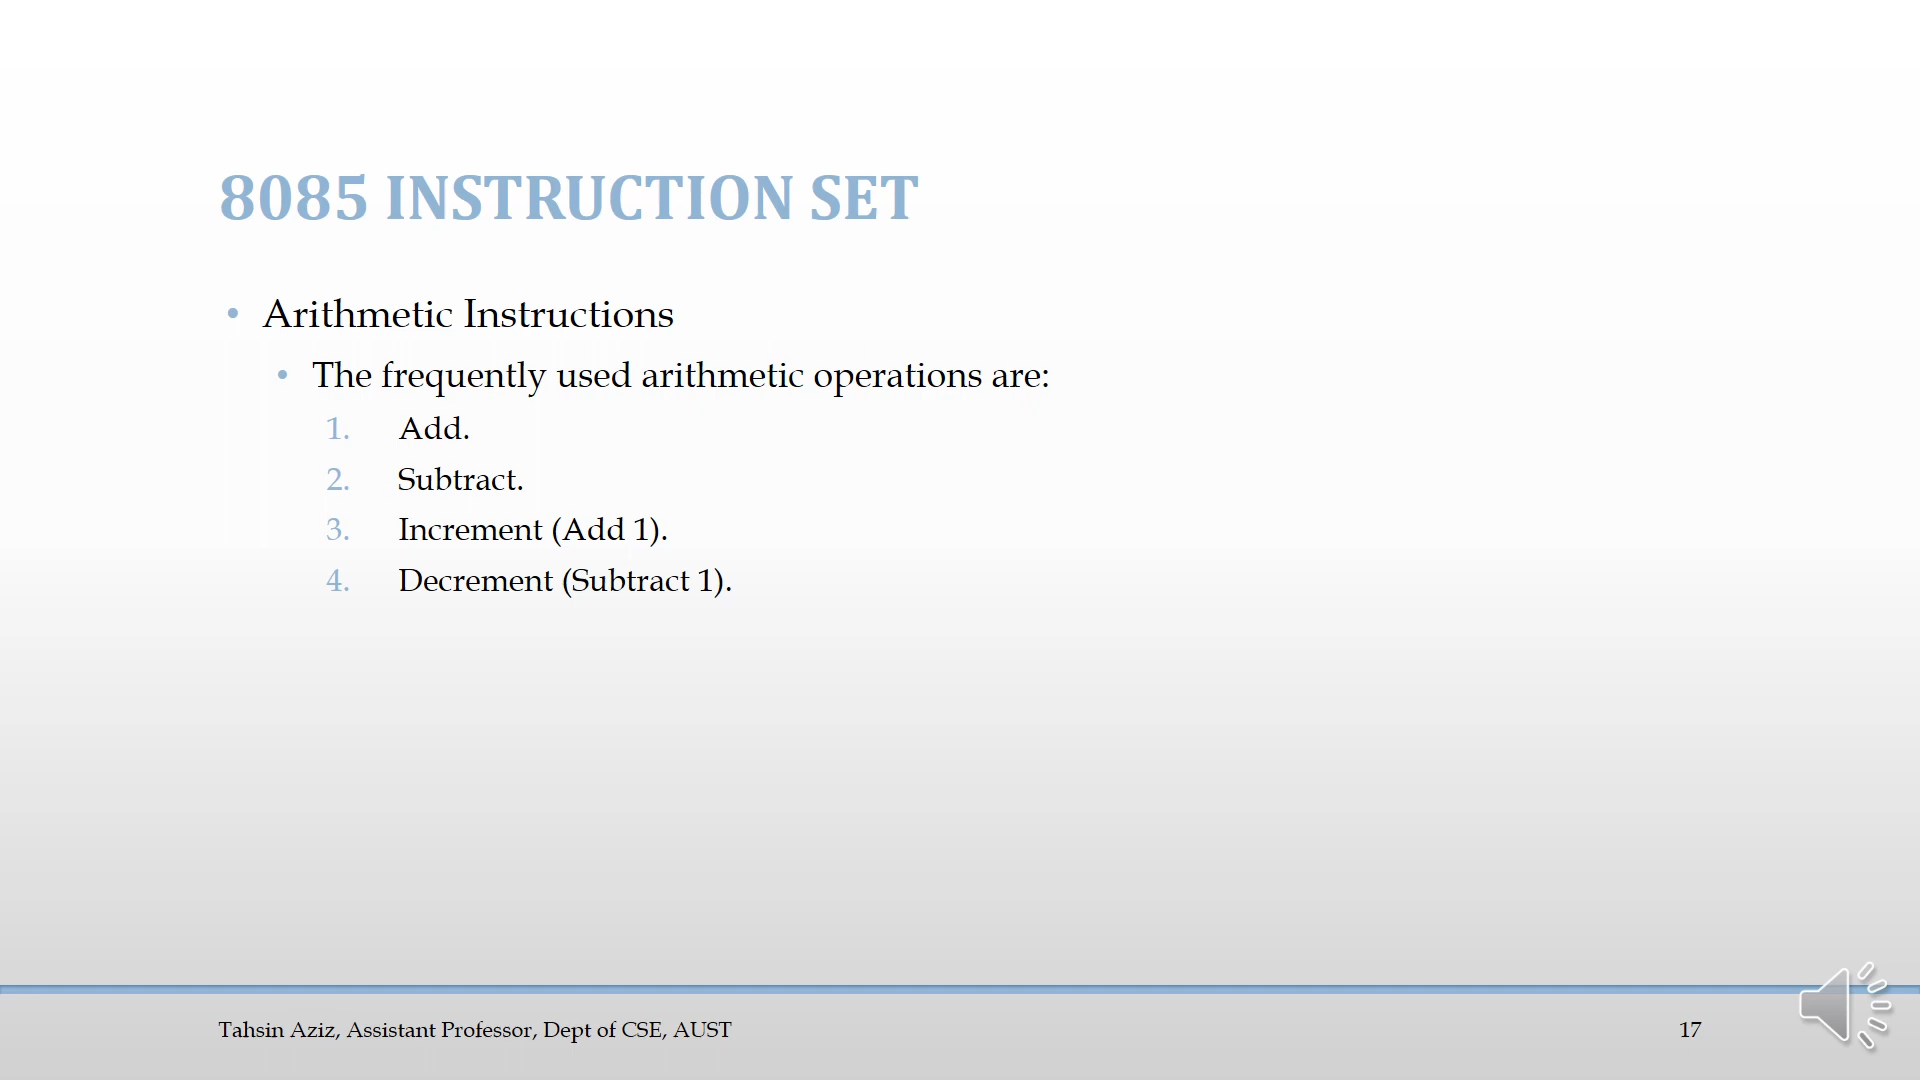 8085 INSTRUCTION SET
• Arithmetic Instructions
• The frequently used arithmetic operations are:
1. Add.
2. Subtract.
3. Increment (Add 1).
4. Decrement (Subtract 1).
Tahsin Aziz, Assistant Professor, Dept of CSE, AUST 17